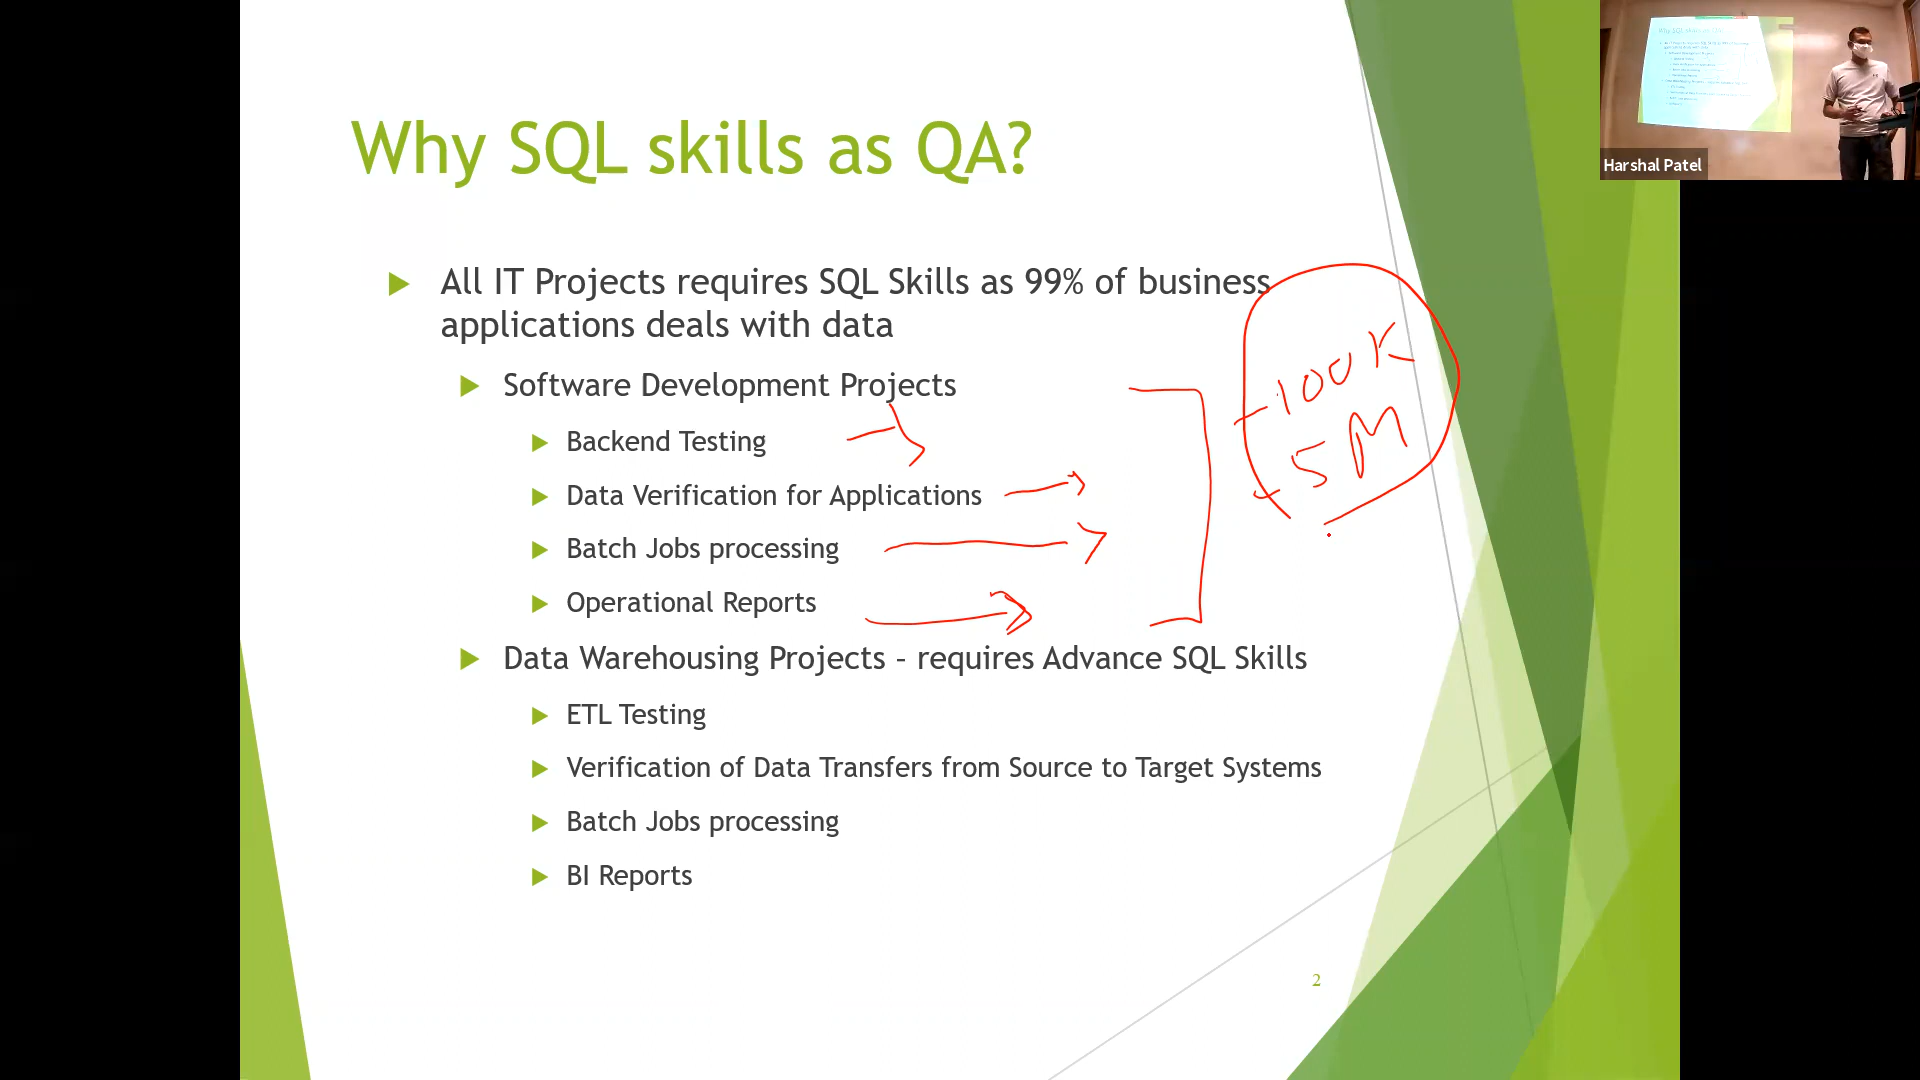 Why SQL skills as QA?
All IT Projects requires SQL Skills as 99% of business
applications deals with data
Software Development Projects
Backend Testing
Data Verification for Applications
Batch Jobs processing
Operational Reports
100K
5M
Data Warehousing Projects – requires Advance SQL Skills
ETL Testing
Verification of Data Transfers from Source to Target Systems
Batch Jobs processing
BI Reports
2
Harshal Patel